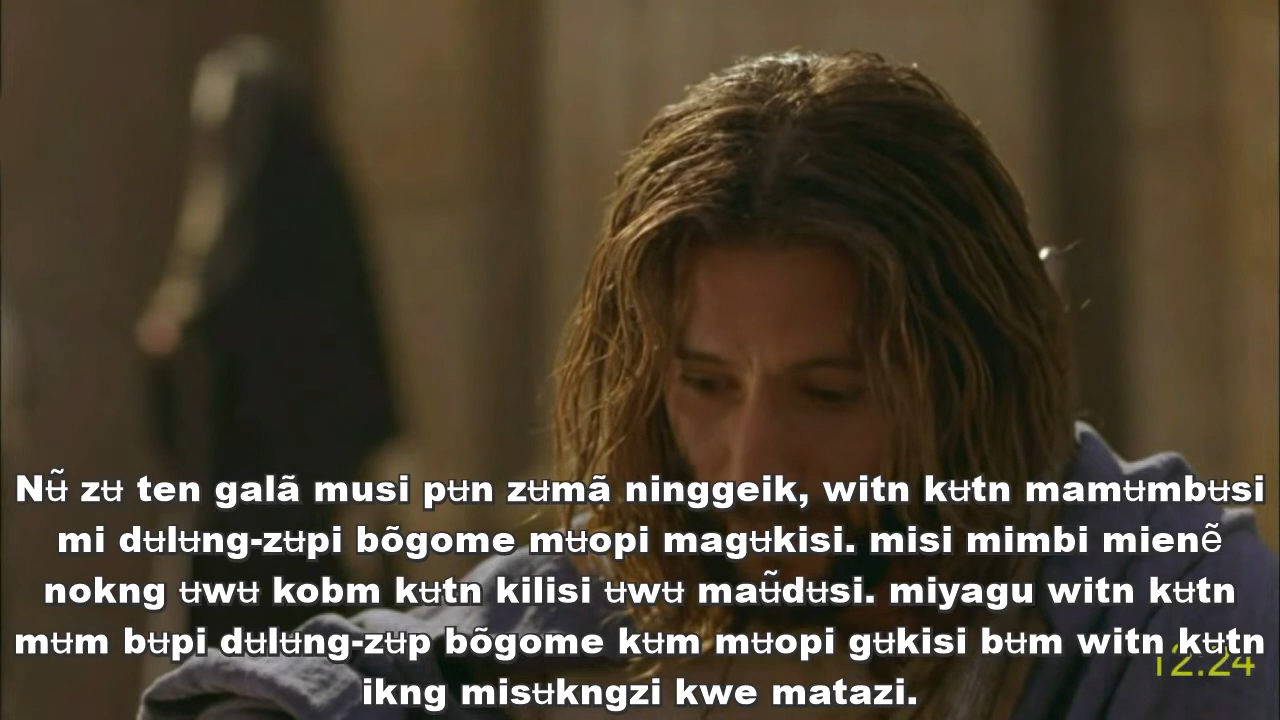 Nʉ̃ zʉ ten galã musi pʉn zʉmã ninggeik, witn kʉtn mamʉmbʉsi
mi dʉlʉng-zʉpi bõgome mʉopi magʉkisi. misi mimbi mienẽ
nokng ʉwʉ kobm kʉtn kilisi ʉwʉ maʉ̃dʉsi. miyagu witn kʉtn
mʉm bʉpi dʉlʉng-zʉp bõgome kʉm mʉopi gʉkisi bʉm witn kʉtn
ikng misʉkngzi kwe matazi.
12.24